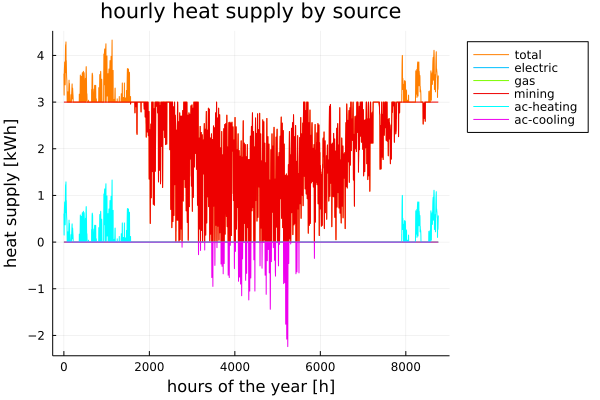 hourly heat supply by source
heat supply [kWh]
4
3
2
1
0
−1
−2
0 2000 4000 6000 8000
hours of the year [h]
total
electric
gas
mining
ac-heating
ac-cooling